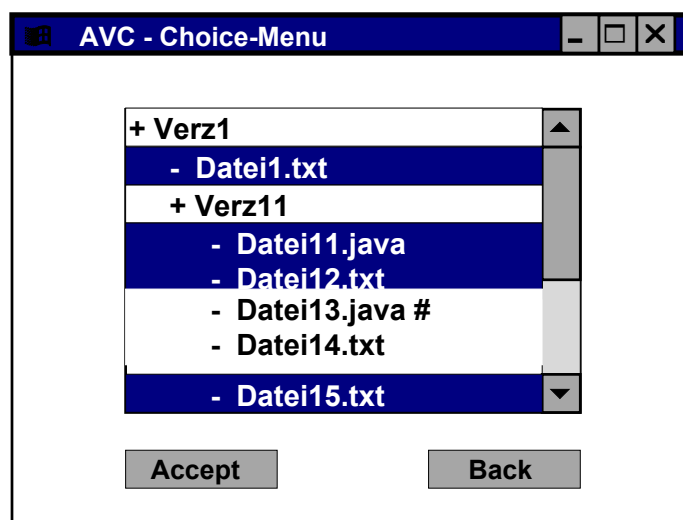 AVC - Choice-Menu
+ Verz1
- Datei1.txt
+ Verz11
- Datei11.java
- Datei12.txt
- Datei13.java #
- Datei14.txt
- Datei15.txt
Accept Back